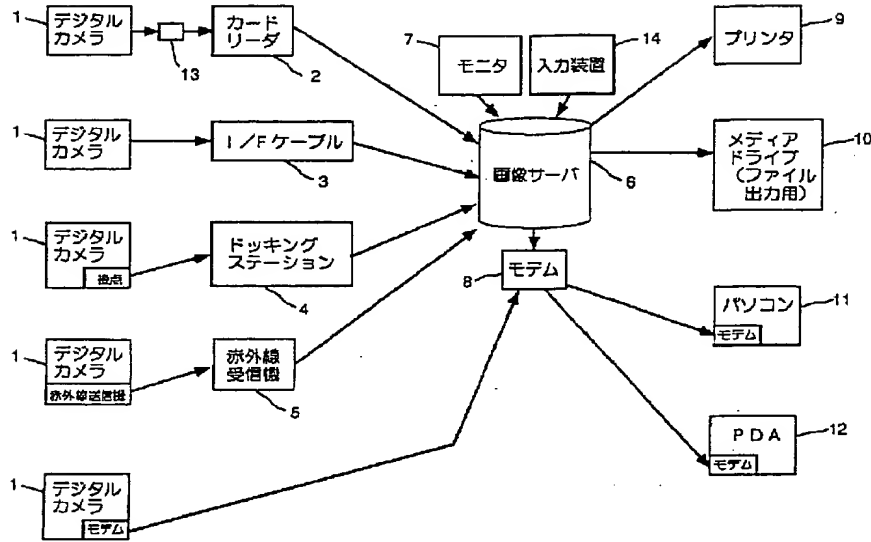 1
デジタル
カメラ
13
カード
リーダ
2
7
モニタ
入力装置
14
プリンタ
9
1
デジタル
カメラ
I/Fケーブル
3
画像サーバ
6
メディア
ドライブ
(ファイル
出力用)
10
1
デジタル
カメラ
接点
ドッキング
ステーション
4
8
モデム
パソコン
モデム
11
1
デジタル
カメラ
赤外線送信機
赤外線
受信機
5
PDA
モデム
12
1
デジタル
カメラ
モデム